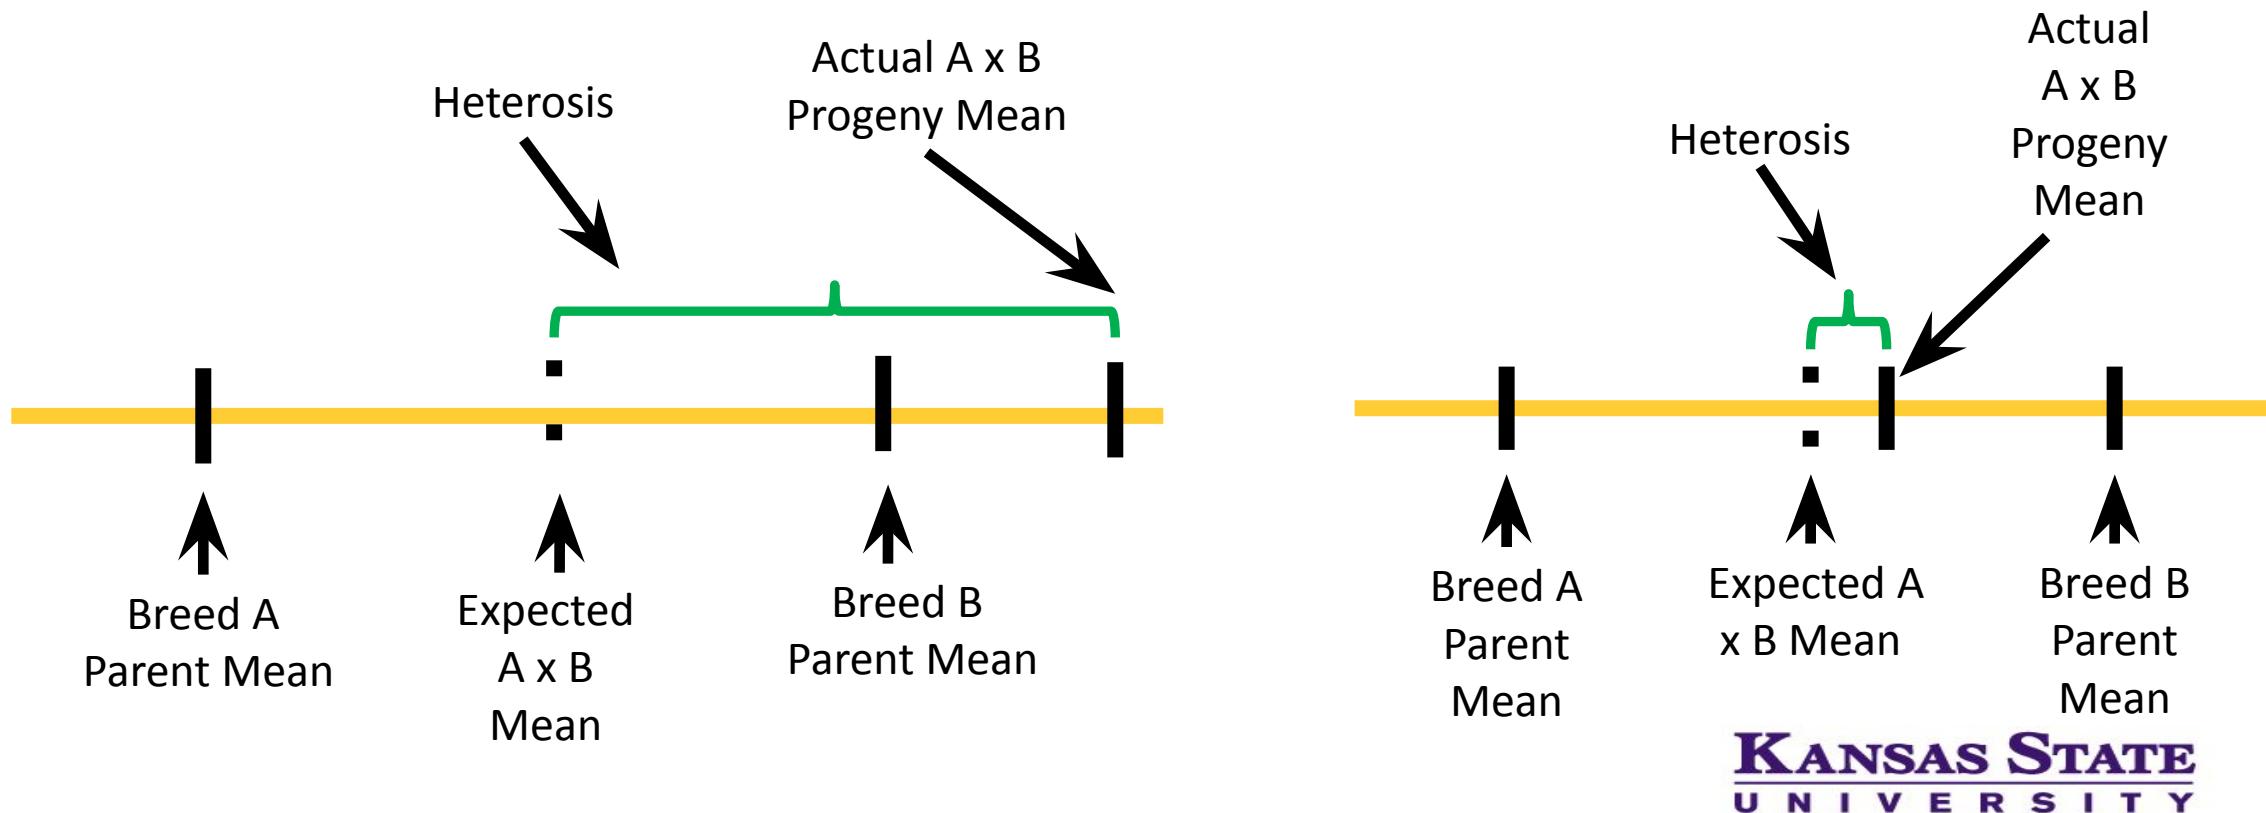 Heterosis
Actual A x B
Progeny Mean
Breed A
Parent Mean
Expected
A x B
Mean
Breed B
Parent Mean
Heterosis
Actual
A x B
Progeny
Mean
Breed A
Parent
Mean
Expected A
x B Mean
Breed B
Parent
Mean
KANSAS STATE
UNIVERSITY